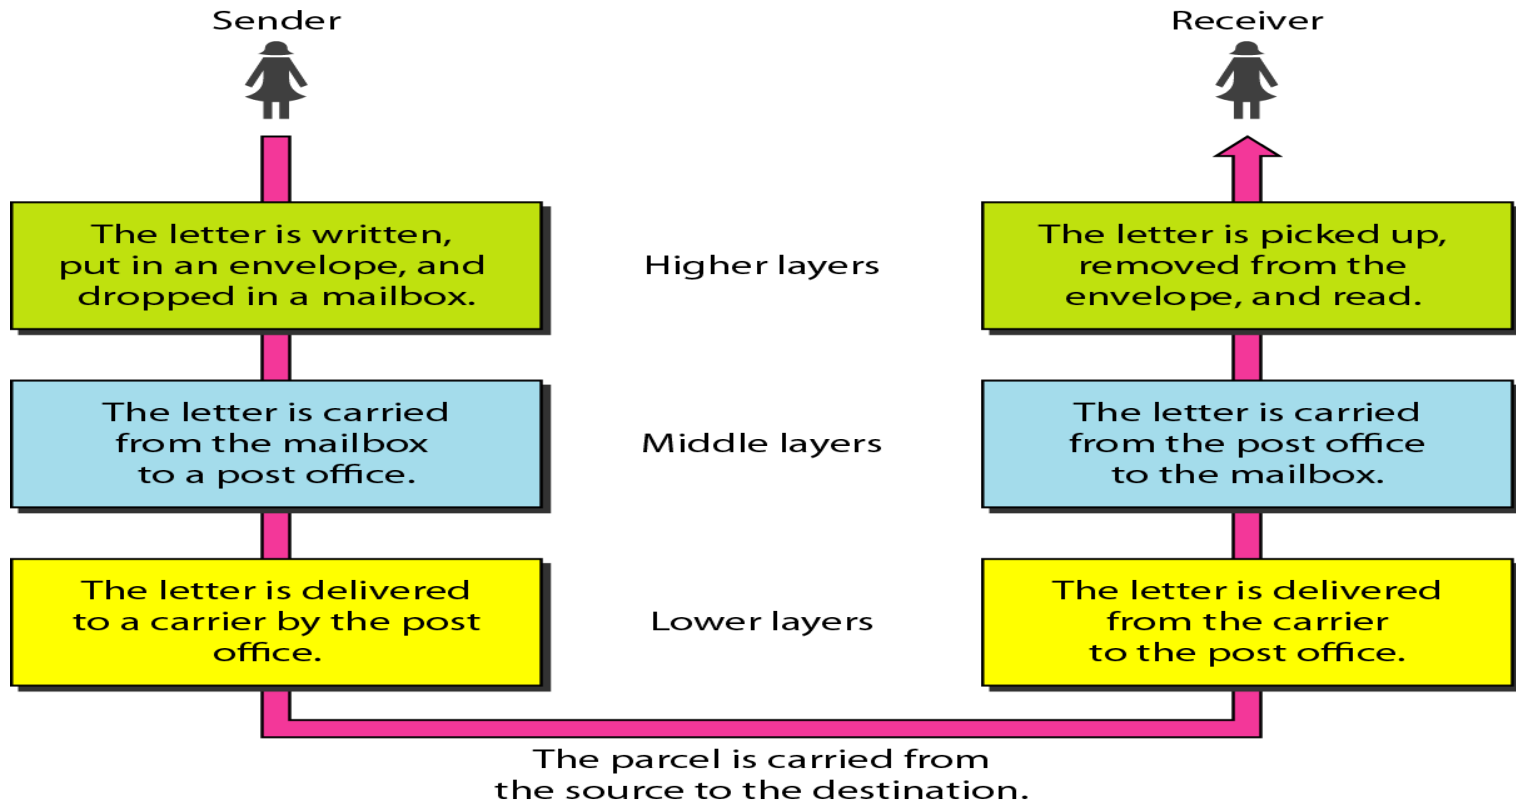 Sender
Receiver
The letter is written,
put in an envelope, and
dropped in a mailbox.
Higher layers
The letter is picked up,
removed from the
envelope, and read.
The letter is carried
from the mailbox
to a post office.
Middle layers
The letter is carried
from the post office
to the mailbox.
The letter is delivered
to a carrier by the post
office.
Lower layers
The letter is delivered
from the carrier
to the post office.
The parcel is carried from
the source to the destination.